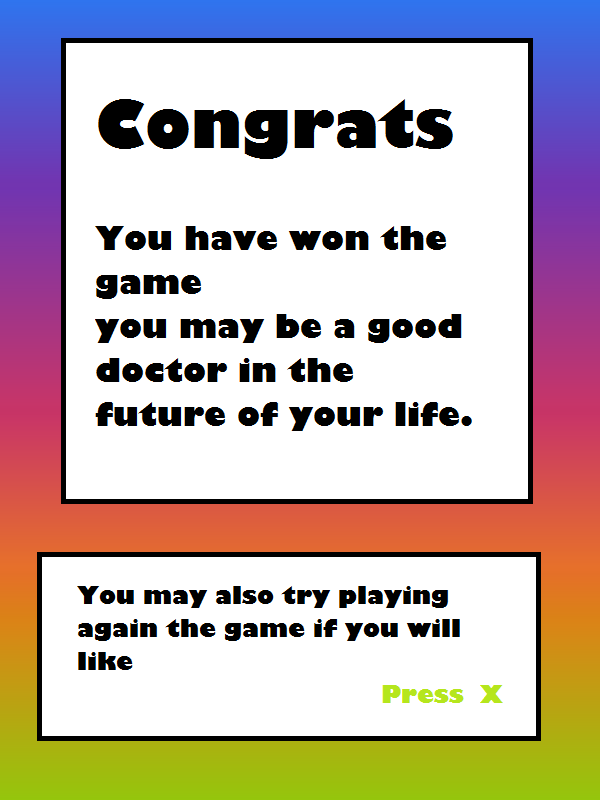 Congrats
You have won the
game
you may be a good
doctor in the
future of your life.
You may also try playing
again the game if you will
like
Press X